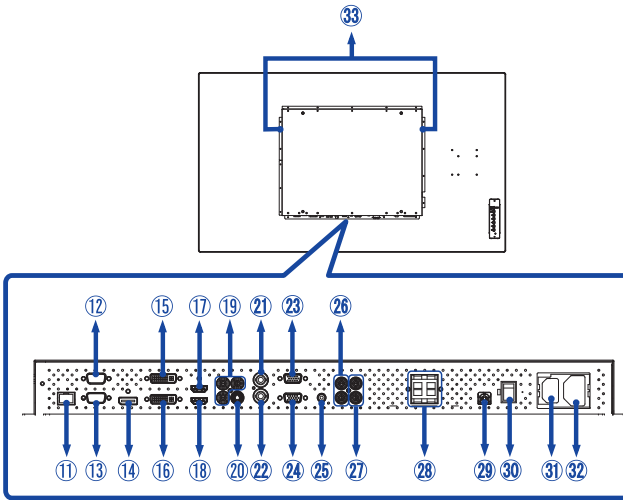 ㉝
⑫ ⑮ ⑰ ⑲ ㉑ ㉓ ㉖
⑪ ⑬ ⑭ ⑯ ⑱ ⑳ ㉒ ㉔ ㉕ ㉗ ㉘ ㉙ ㉚ ㉛ ㉜